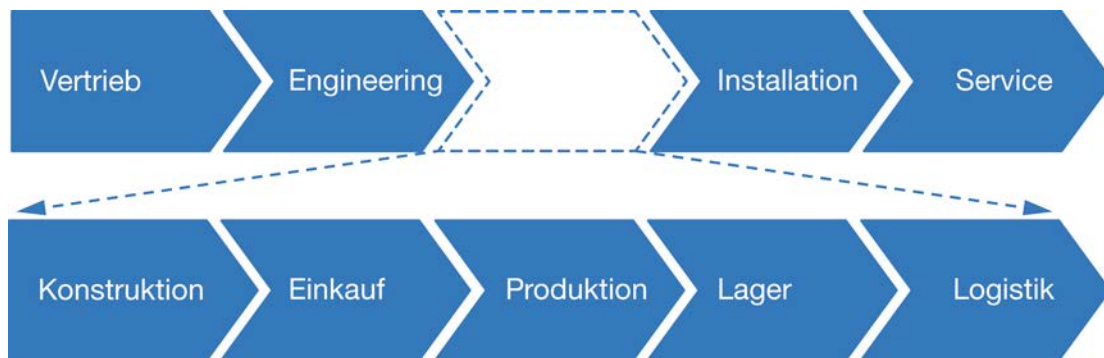 Vertrieb
Engineering
Installation
Service
Konstruktion
Einkauf
Produktion
Lager
Logistik